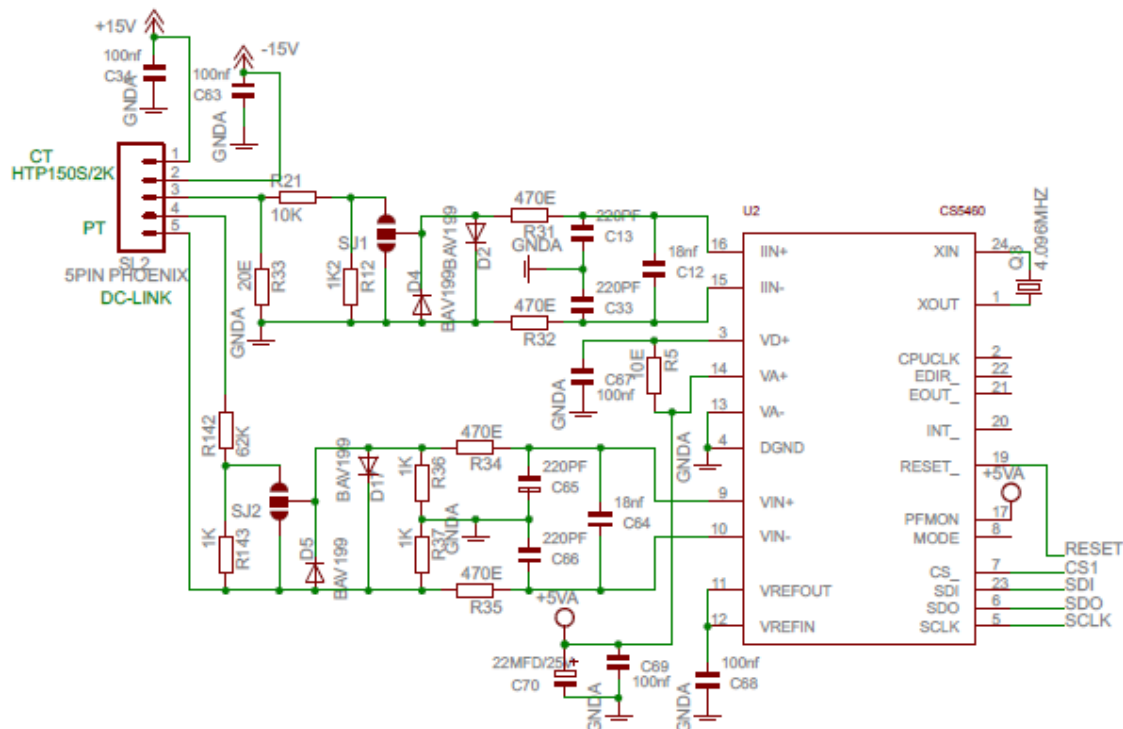 +15V
100nf
C34
GNDA
-15V
100nf
C63
GNDA
CT
HTP150S/2K
PT
SL2
5PIN PHOENIX
DC-LINK
1
2
3
4
5
R21
10K
20E
R33
GNDA
1K2
R12
SJ1
D4
BAV199
BAV199
D2
470E
R31
GNDA
220PF
C13
220PF
C33
18nf
C12
470E
R32
U2
CS5460
16
IIN+
15
IIN-
3
VD+
14
VA+
13
VA-
4
DGND
9
VIN+
10
VIN-
11
VREFOUT
12
VREFIN
XIN
24
XOUT
1
Q3
4.096MHZ
CPUCLK
2
EDIR_
22
EOUT_
21
INT_
20
RESET_
19
+5VA
PFMON
17
MODE
8
CS_
7
SDI
23
SDO
6
SCLK
5
RESET
CS1
SDI
SDO
SCLK
C67
100nf
GNDA
10E
R5
GNDA
R142
62K
1K
R143
SJ2
D5
BAV199
BAV199
D17
1K
R36
1K
R37
GNDA
470E
R34
220PF
C65
220PF
C66
18nf
C64
470E
R35
+5VA
22MFD/25V
+
C70
C69
100nf
GNDA
100nf
C68
GNDA